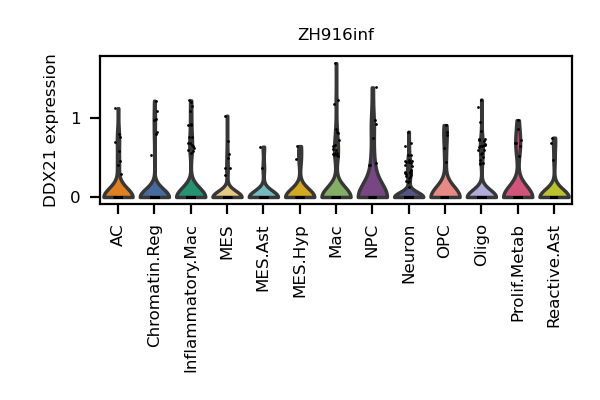 ZH916inf
DDX21 expression
1
0
AC
Chromatin.Reg
Inflammatory.Mac
MES
MES.Ast
MES.Hyp
Mac
NPC
Neuron
OPC
Oligo
Prolif.Metab
Reactive.Ast